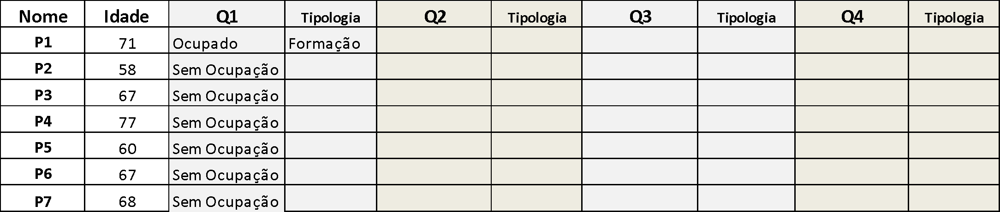 Nome Idade Q1 Tipologia Q2 Tipologia Q3 Tipologia Q4 Tipologia
P1 71 Ocupado Formação
P2 58 Sem Ocupação
P3 67 Sem Ocupação
P4 77 Sem Ocupação
P5 60 Sem Ocupação
P6 67 Sem Ocupação
P7 68 Sem Ocupação